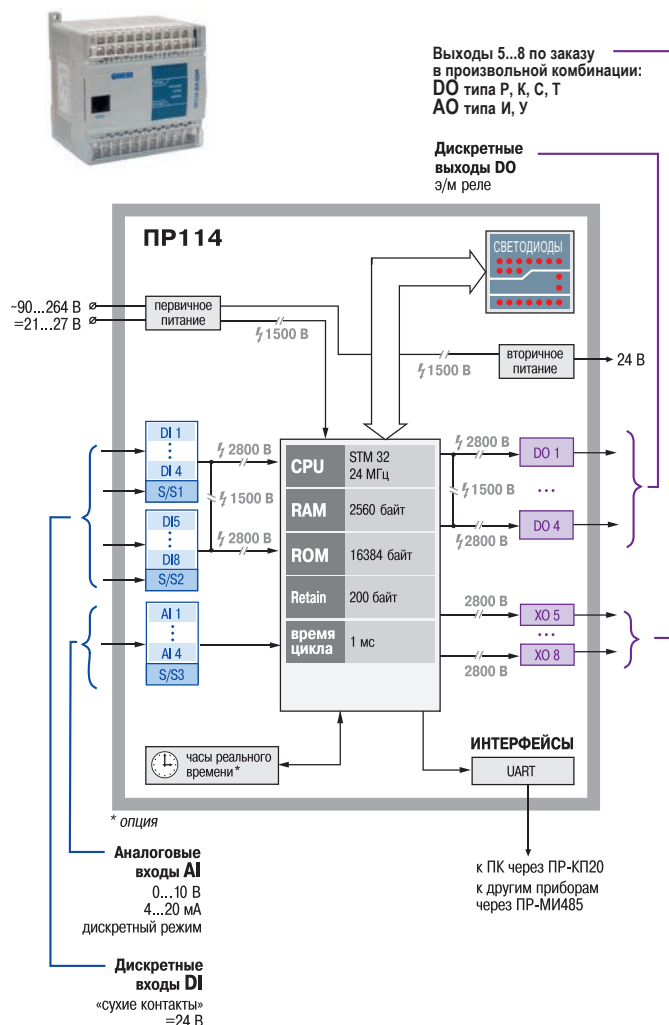 ОВЕН
Выходы 5...8 по заказу
в произвольной комбинации:
DO типа Р, К, С, Т
AO типа И, У
Дискретные
выходы DO
э/м реле
ПР114
СВЕТОДИОДЫ
~90...264 В
=21...27 В
первичное
питание
1500 В
1500 В
вторичное
питание
24 В
DI 1
DI 4
S/S1
DI5
DI8
S/S2
AI 1
AI 4
S/S3
2800 В
1500 В
2800 В
CPU
STM 32
24 МГц
RAM
2560 байт
ROM
16384 байт
Retain
200 байт
время
цикла
1 мс
2800 В
1500 В
2800 В
DO 1
...
DO 4
2800 В
2800 В
XO 5
...
XO 8
часы реального
времени*
ИНТЕРФЕЙСЫ
UART
* опция
Аналоговые
входы AI
0...10 В
4...20 мА
дискретный режим
к ПК через ПР-КП20
к другим приборам
через ПР-МИ485
Дискретные
входы DI
«сухие контакты»
=24 В